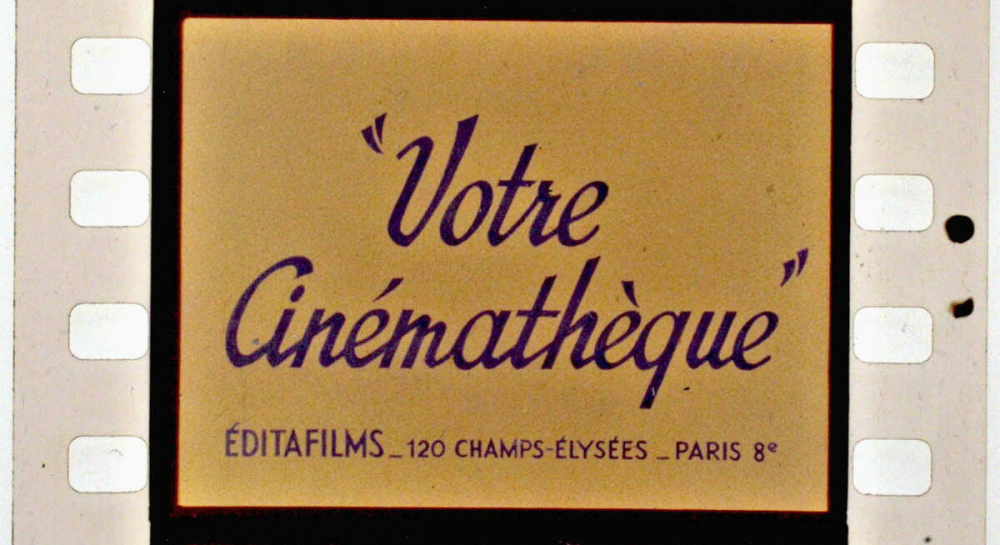 "Votre
Cinémathèque"
ÉDITAFILMS _ 120 CHAMPS-ÉLYSÉES _ PARIS 8e